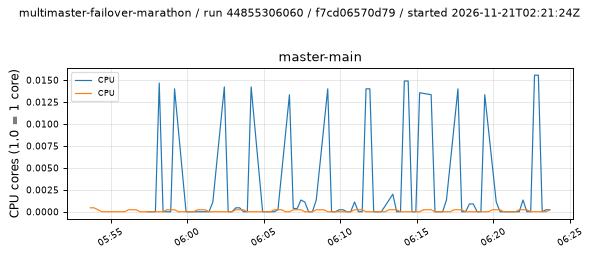 multimaster-failover-marathon / run 44855306060 / f7cd06570d79 / started 2026-11-21T02:21:24Z
master-main
CPU cores (1.0 = 1 core)
0.0150
0.0125
0.0100
0.0075
0.0050
0.0025
0.0000
CPU
CPU
05:55
06:00
06:05
06:10
06:15
06:20
06:25